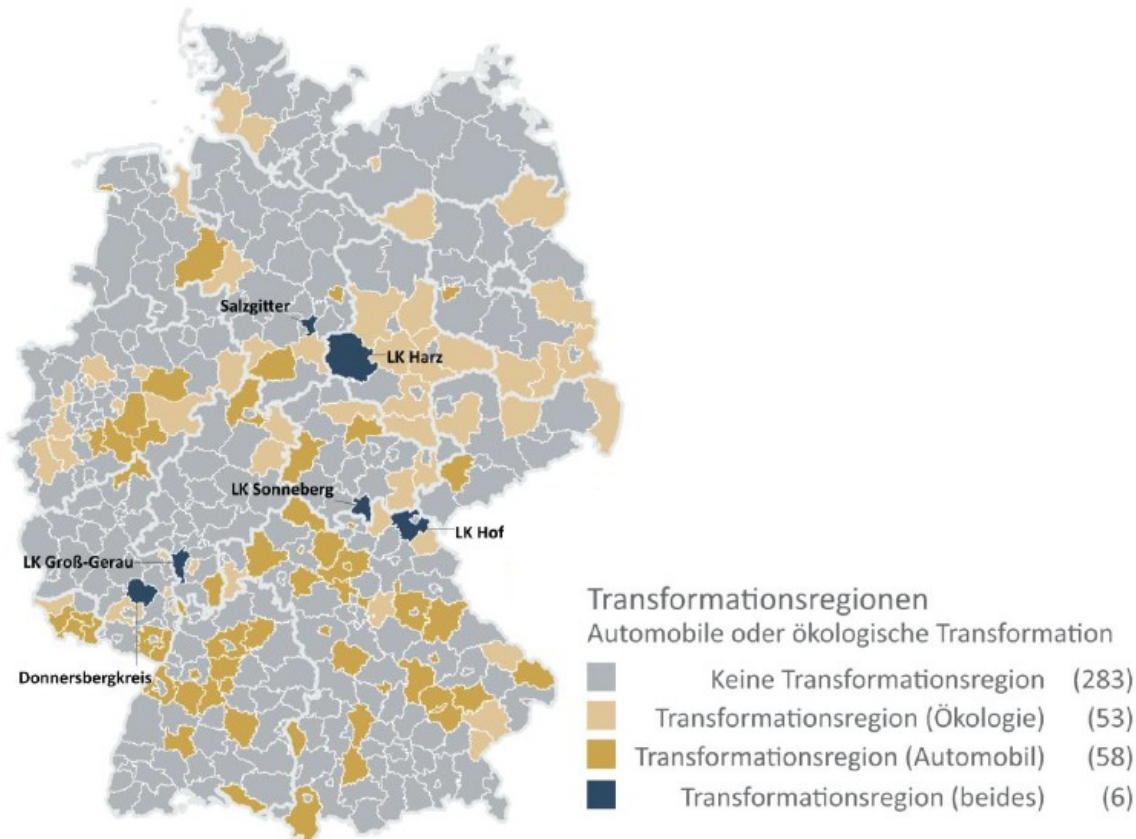 Salzgitter
LK Harz
LK Sonneberg
LK Hof
LK Groß-Gerau
Donnersbergkreis
Transformationsregionen
Automobile oder ökologische Transformation
Keine Transformationsregion (283)
Transformationsregion (Ökologie) (53)
Transformationsregion (Automobil) (58)
Transformationsregion (beides) (6)